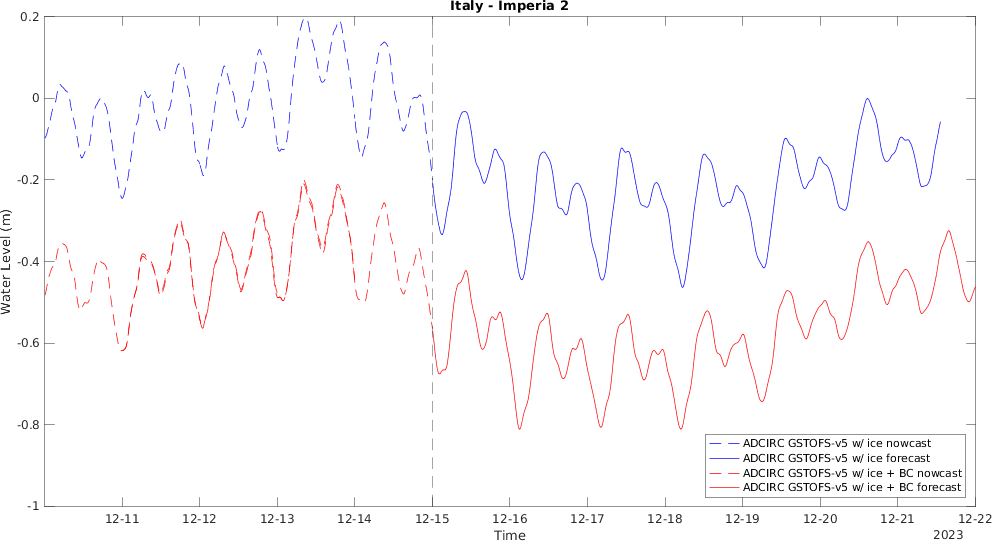 Italy - Imperia 2
0.2
0
-0.2
-0.4
-0.6
-0.8
-1
Water Level (m)
ADCIRC GSTOFS-v5 w/ ice nowcast
ADCIRC GSTOFS-v5 w/ ice forecast
ADCIRC GSTOFS-v5 w/ ice + BC nowcast
ADCIRC GSTOFS-v5 w/ ice + BC forecast
12-11 12-12 12-13 12-14 12-15 12-16 12-17 12-18 12-19 12-20 12-21 12-22
Time
2023